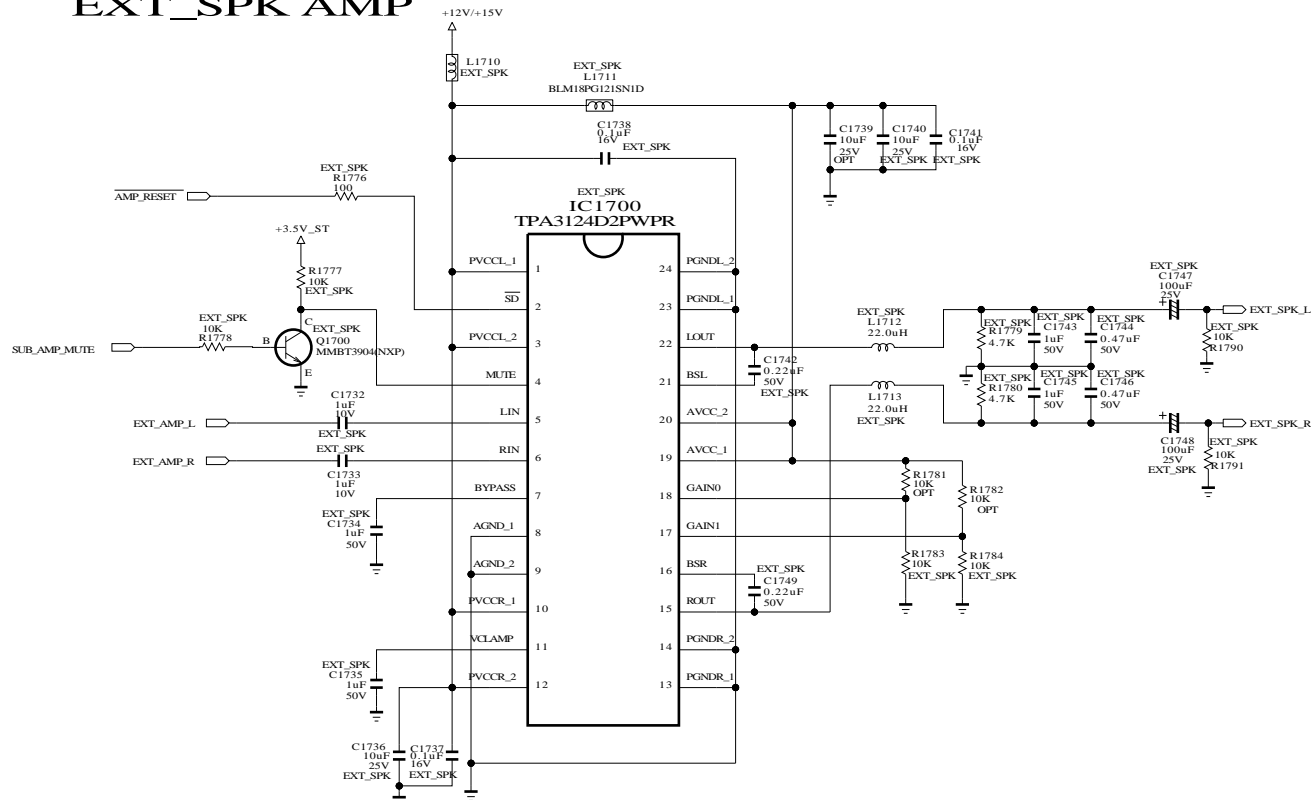 EXT_SPK AMP
+12V/+15V
L1710
EXT_SPK
EXT_SPK
L1711
BLM18PG121SN1D
C1738
0.1uF
16V
EXT_SPK
C1739
10uF
25V
OPT
C1740
10uF
25V
EXT_SPK
C1741
0.1uF
16V
EXT_SPK
AMP_RESET
EXT_SPK
R1776
100
EXT_SPK
IC1700
TPA3124D2PWPR
+3.5V_ST
R1777
10K
EXT_SPK
SUB_AMP_MUTE
EXT_SPK
10K
R1778
B
C
E
EXT_SPK
Q1700
MMBT3904(NXP)
EXT_AMP_L
C1732
1uF
10V
EXT_SPK
EXT_AMP_R
EXT_SPK
C1733
1uF
10V
EXT_SPK
C1734
1uF
50V
EXT_SPK
C1735
1uF
50V
C1736
10uF
25V
EXT_SPK
C1737
0.1uF
16V
EXT_SPK
PVCCL_1
1
SD
2
PVCCL_2
3
MUTE
4
LIN
5
RIN
6
BYPASS
7
AGND_1
8
AGND_2
9
PVCCR_1
10
VCLAMP
11
PVCCR_2
12
24
PGNDL_2
23
PGNDL_1
22
LOUT
21
BSL
20
AVCC_2
19
AVCC_1
18
GAIN0
17
GAIN1
16
BSR
15
ROUT
14
PGNDR_2
13
PGNDR_1
C1742
0.22uF
50V
EXT_SPK
EXT_SPK
L1712
22.0uH
L1713
22.0uH
EXT_SPK
EXT_SPK
R1779
4.7K
EXT_SPK
C1743
1uF
50V
EXT_SPK
C1744
0.47uF
50V
EXT_SPK
R1780
4.7K
EXT_SPK
C1745
1uF
50V
EXT_SPK
C1746
0.47uF
50V
EXT_SPK
C1747
100uF
25V
+
EXT_SPK_L
EXT_SPK
10K
R1790
+
C1748
100uF
25V
EXT_SPK
EXT_SPK_R
EXT_SPK
10K
R1791
R1781
10K
OPT
R1782
10K
OPT
R1783
10K
EXT_SPK
R1784
10K
EXT_SPK
EXT_SPK
C1749
0.22uF
50V